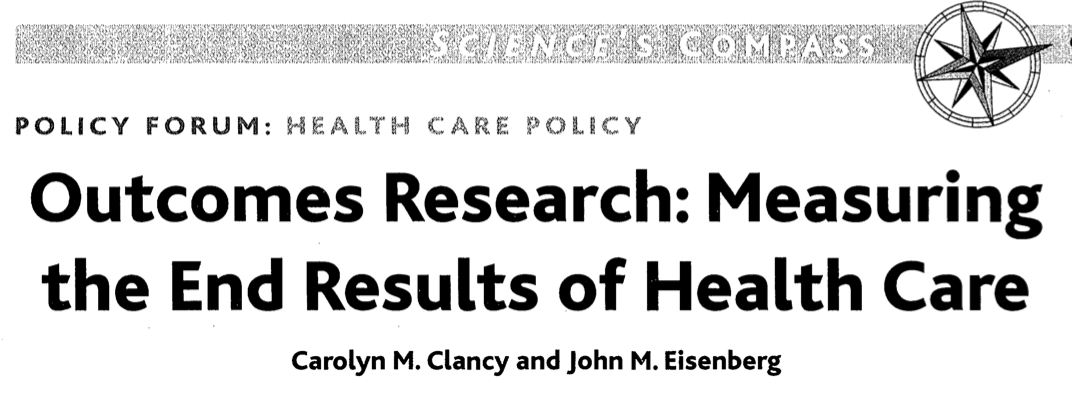 SCIENCE'S COMPASS
POLICY FORUM: HEALTH CARE POLICY
Outcomes Research: Measuring
the End Results of Health Care
Carolyn M. Clancy and John M. Eisenberg